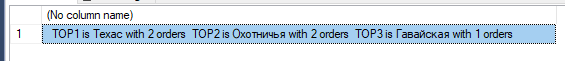 (No column name)
1 TOP1 is Техас with 2 orders TOP2 is Охотничья with 2 orders TOP3 is Гавайская with 1 orders